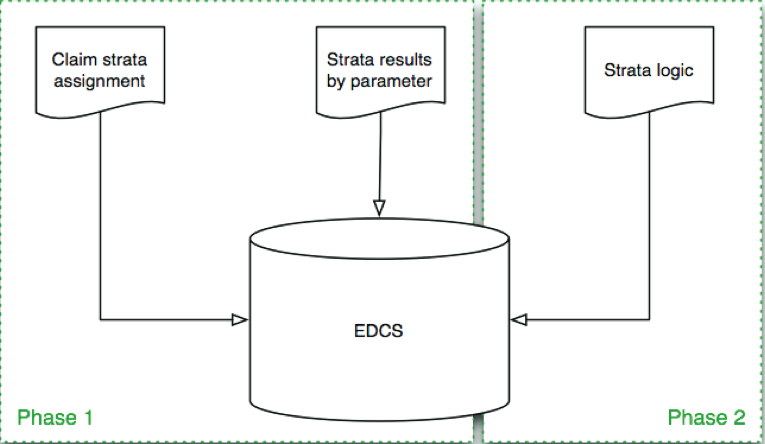 Claim strata
assignment
Strata results
by parameter
Strata logic
EDCS
Phase 1
Phase 2